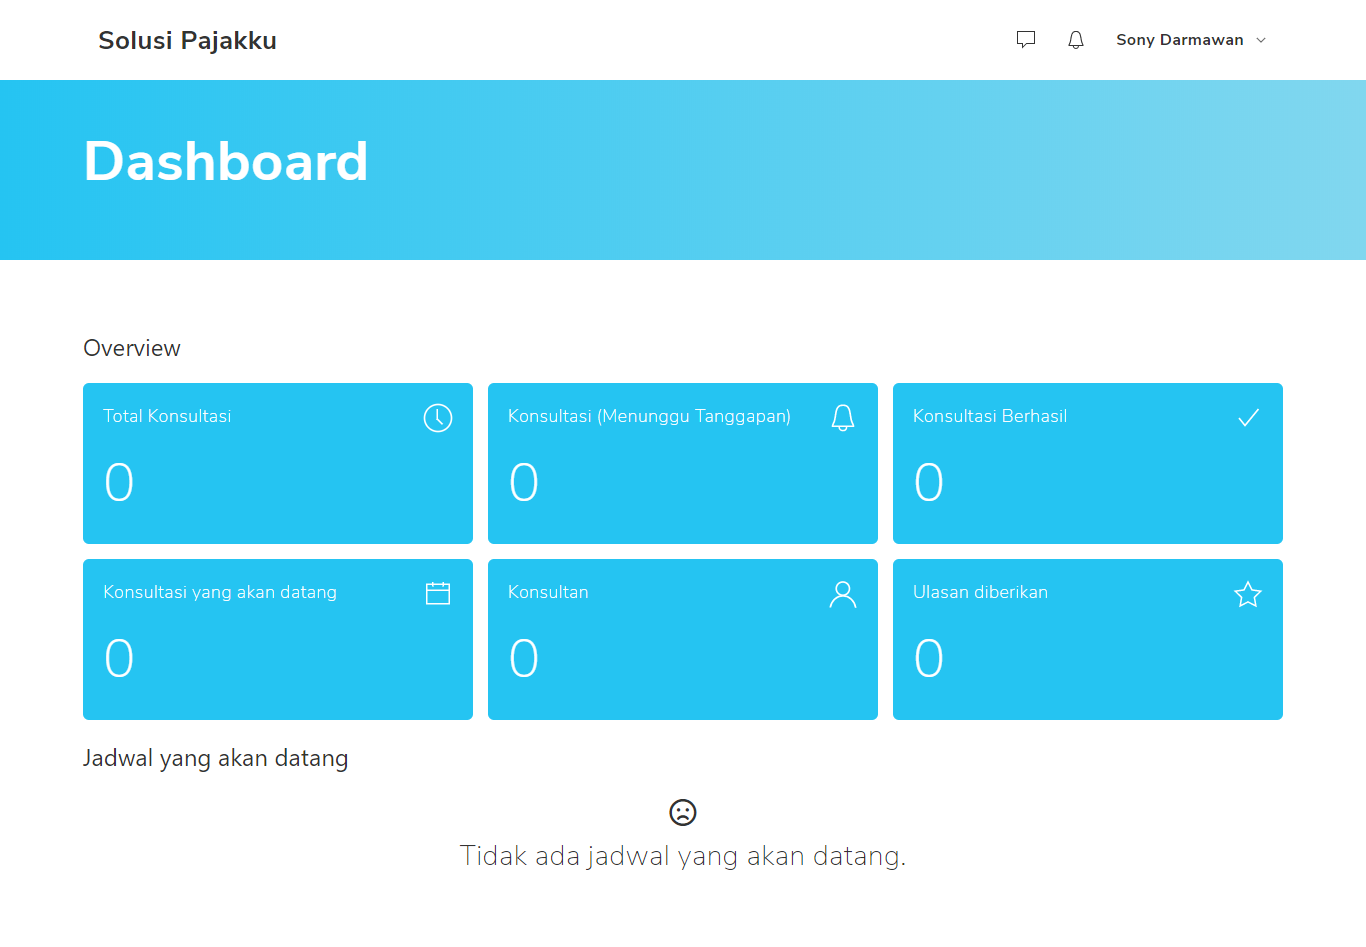 Solusi Pajakku
Sony Darmawan
Dashboard
Overview
Total Konsultasi
0
Konsultasi (Menunggu Tanggapan)
0
Konsultasi Berhasil
0
Konsultasi yang akan datang
0
Konsultan
0
Ulasan diberikan
0
Jadwal yang akan datang
Tidak ada jadwal yang akan datang.